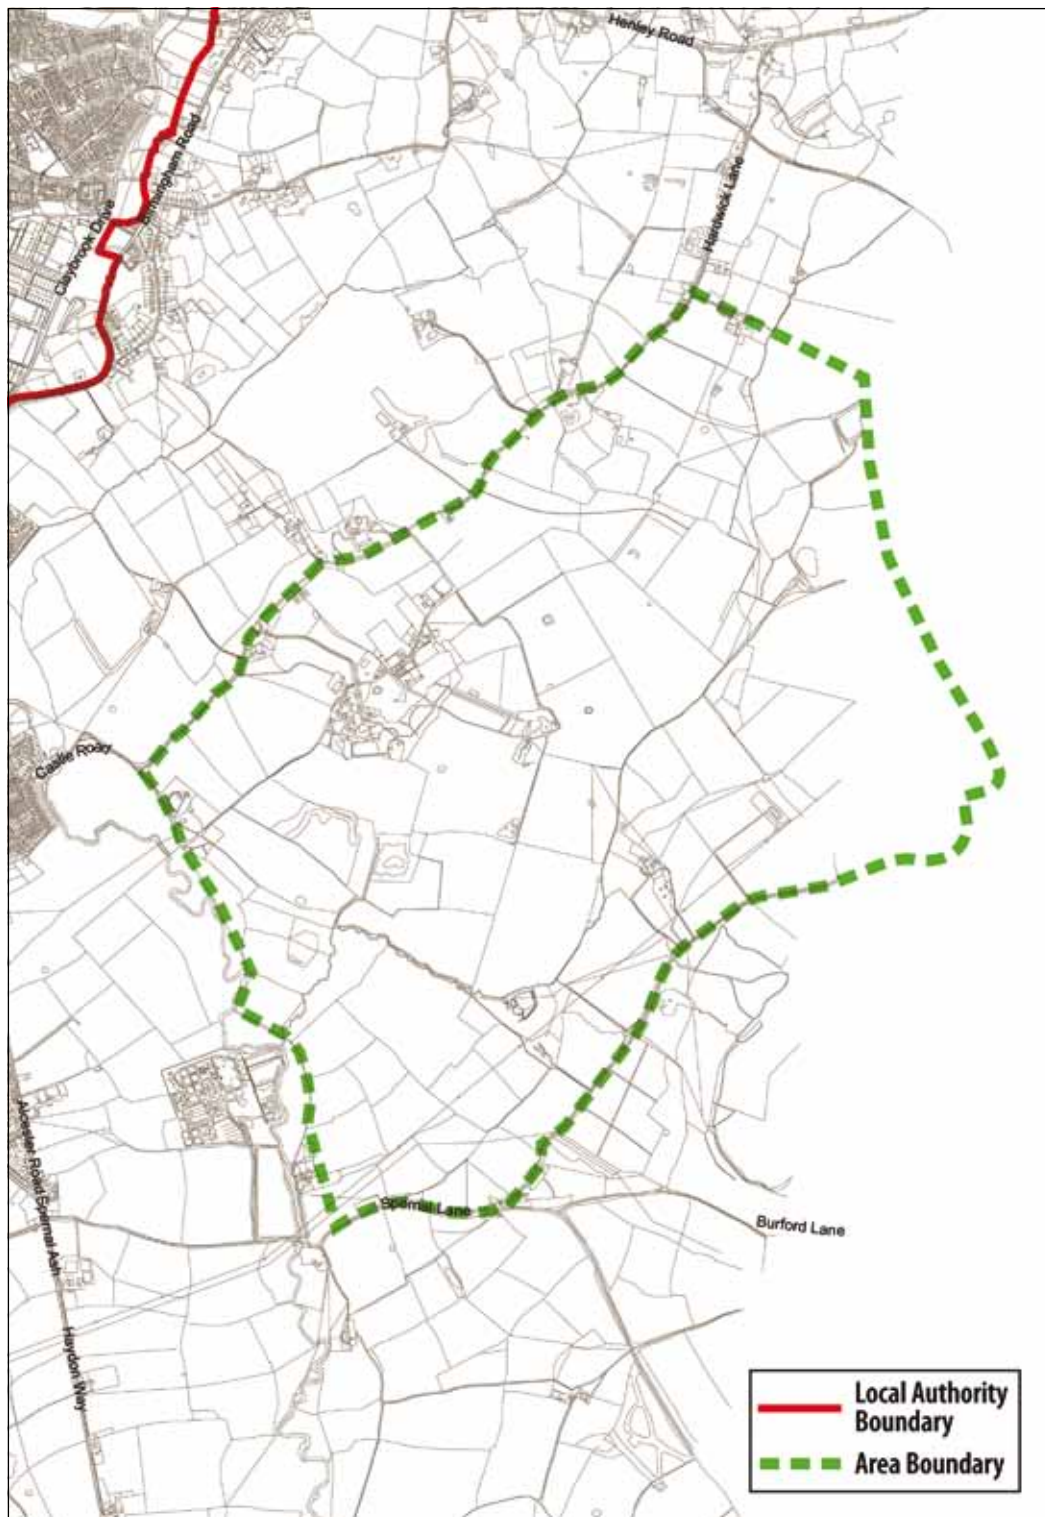 Henley Road
Birmingham Road
Hardwick Lane
Claybrook Drive
Castle Road
Alcester Road
Spernal Ash
Spernal Lane
Burford Lane
Haydon Way
Local Authority
Boundary
Area Boundary